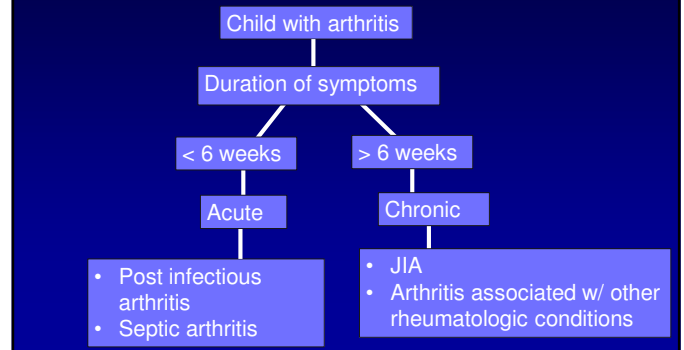 Child with arthritis
Duration of symptoms
< 6 weeks
> 6 weeks
Acute
Chronic
• Post infectious
arthritis
• Septic arthritis
• JIA
• Arthritis associated w/ other
rheumatologic conditions